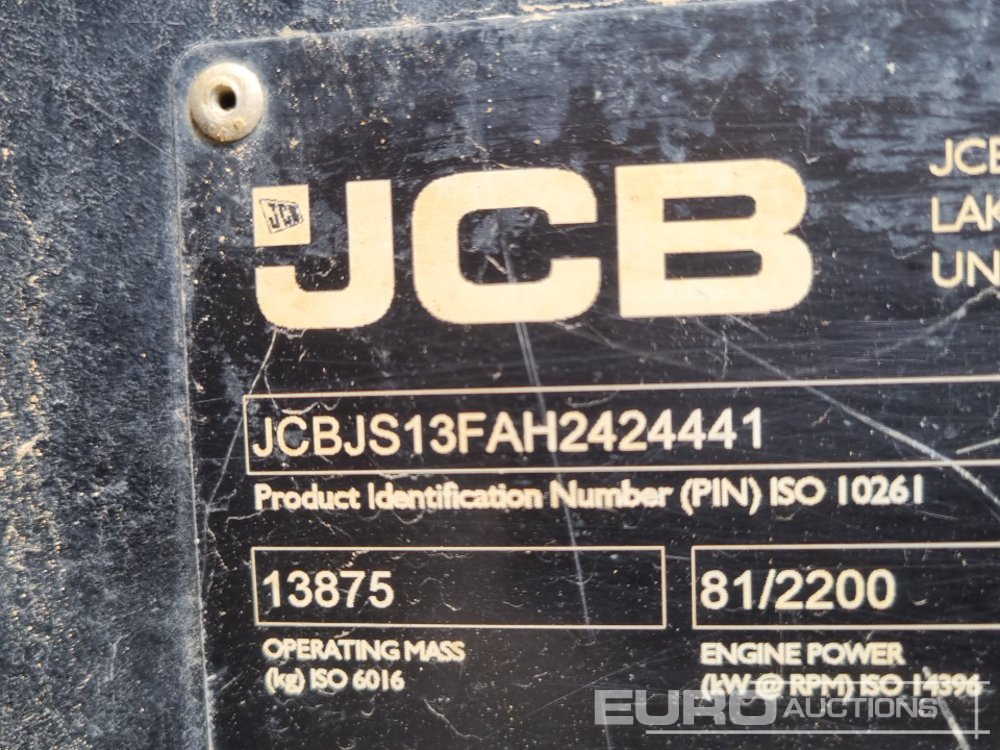 JCB
JCB
JCB
LAK
UN
JCBJS13FAH2424441
Product Identification Number (PIN) ISO 10261
13875
81/2200
OPERATING MASS
(kg) ISO 6016
ENGINE POWER
(kW @ RPM) ISO 14396
EURO AUCTIONS